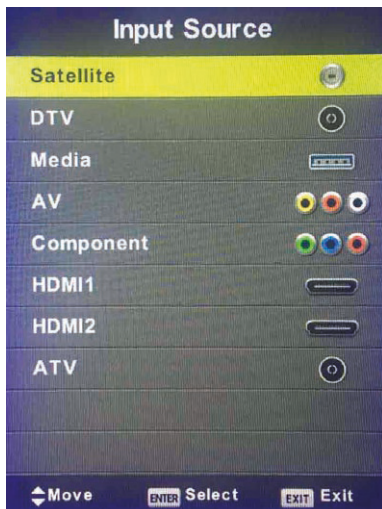 Input Source
Satellite
DTV
Media
AV
Component
HDMI1
HDMI2
ATV
Move ENTER Select EXIT Exit